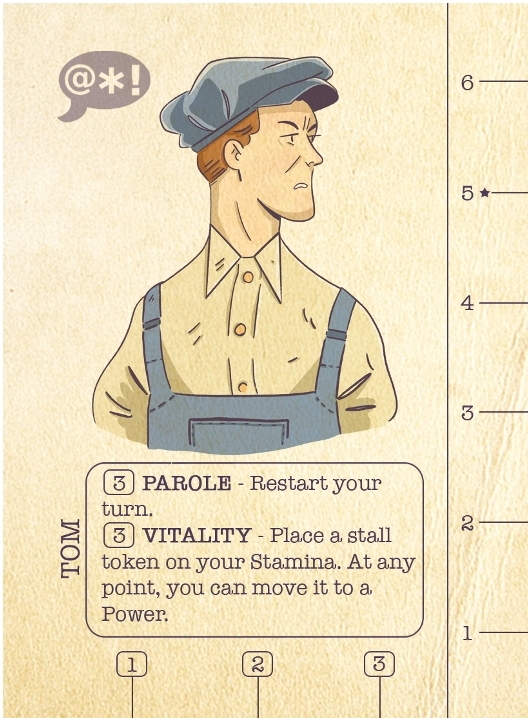 @*!
6
5 ★
4
3
2
1
TOM
3 PAROLE - Restart your
turn.
3 VITALITY - Place a stall
token on your Stamina. At any
point, you can move it to a
Power.
1 2 3